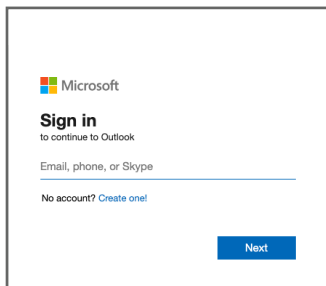 Microsoft
Sign in
to continue to Outlook
Email, phone, or Skype
No account? Create one!
Next